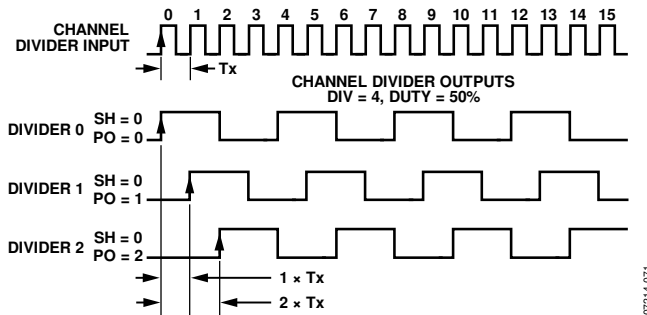 0 1 2 3 4 5 6 7 8 9 10 11 12 13 14 15
CHANNEL
DIVIDER INPUT
Tx
CHANNEL DIVIDER OUTPUTS
DIV = 4, DUTY = 50%
DIVIDER 0
SH = 0
PO = 0
DIVIDER 1
SH = 0
PO = 1
DIVIDER 2
SH = 0
PO = 2
1 × Tx
2 × Tx